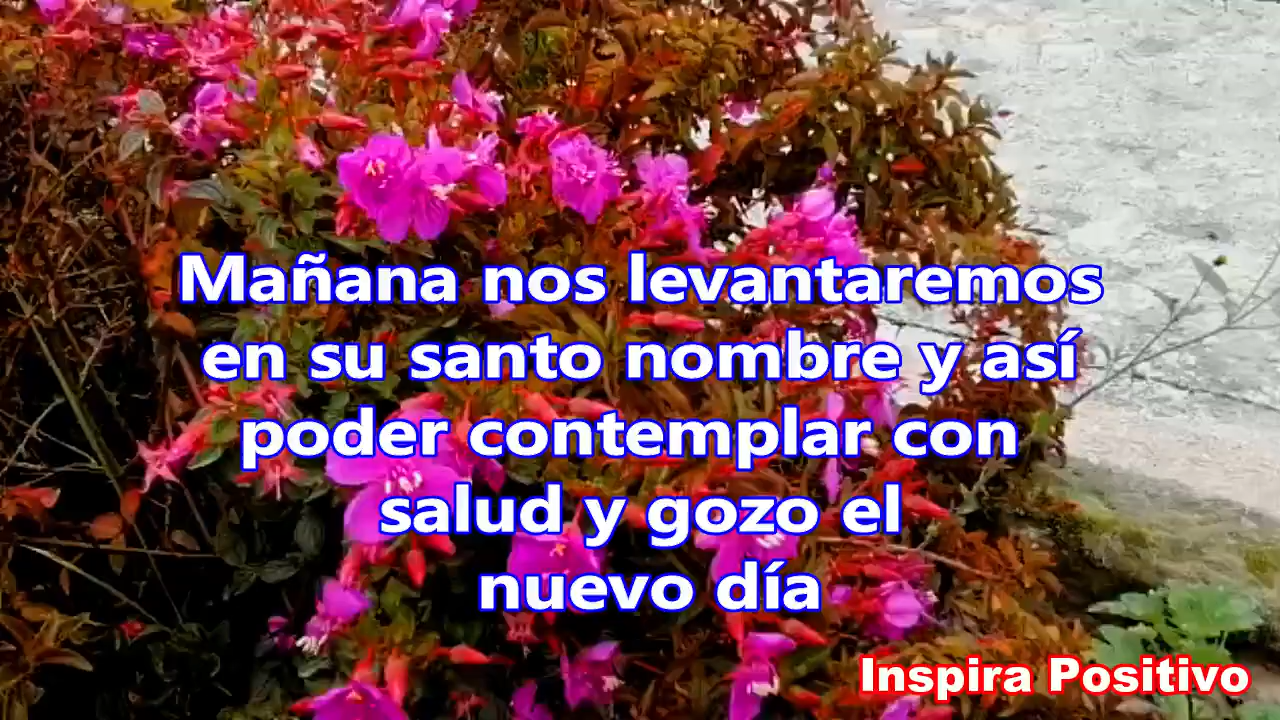 Mañana nos levantaremos
en su santo nombre y así
poder contemplar con
salud y gozo el
nuevo día
Inspira Positivo